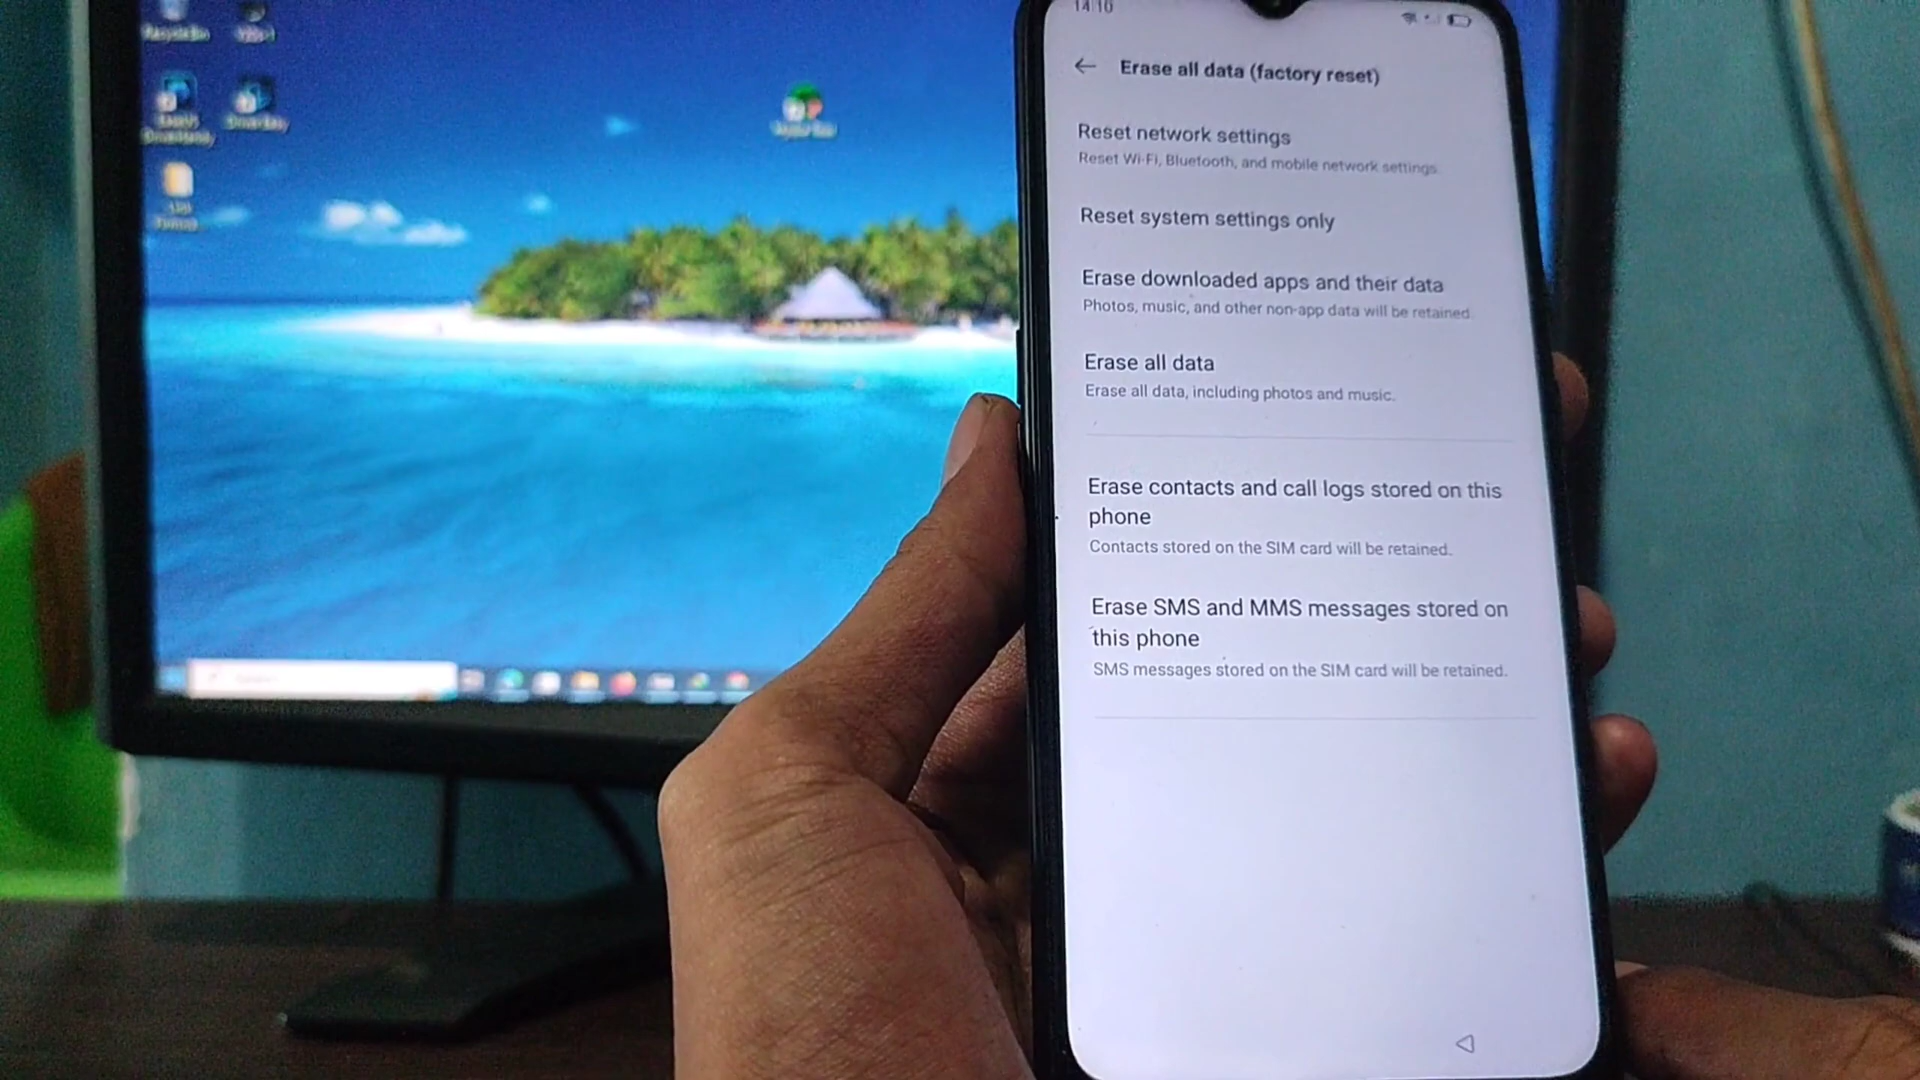 14:10
Erase all data (factory reset)
Reset network settings
Reset Wi-Fi, Bluetooth, and mobile network settings.
Reset system settings only
Erase downloaded apps and their data
Photos, music, and other non-app data will be retained.
Erase all data
Erase all data, including photos and music.
Erase contacts and call logs stored on this
phone
Contacts stored on the SIM card will be retained.
Erase SMS and MMS messages stored on
this phone
SMS messages stored on the SIM card will be retained.
Recycle Bin